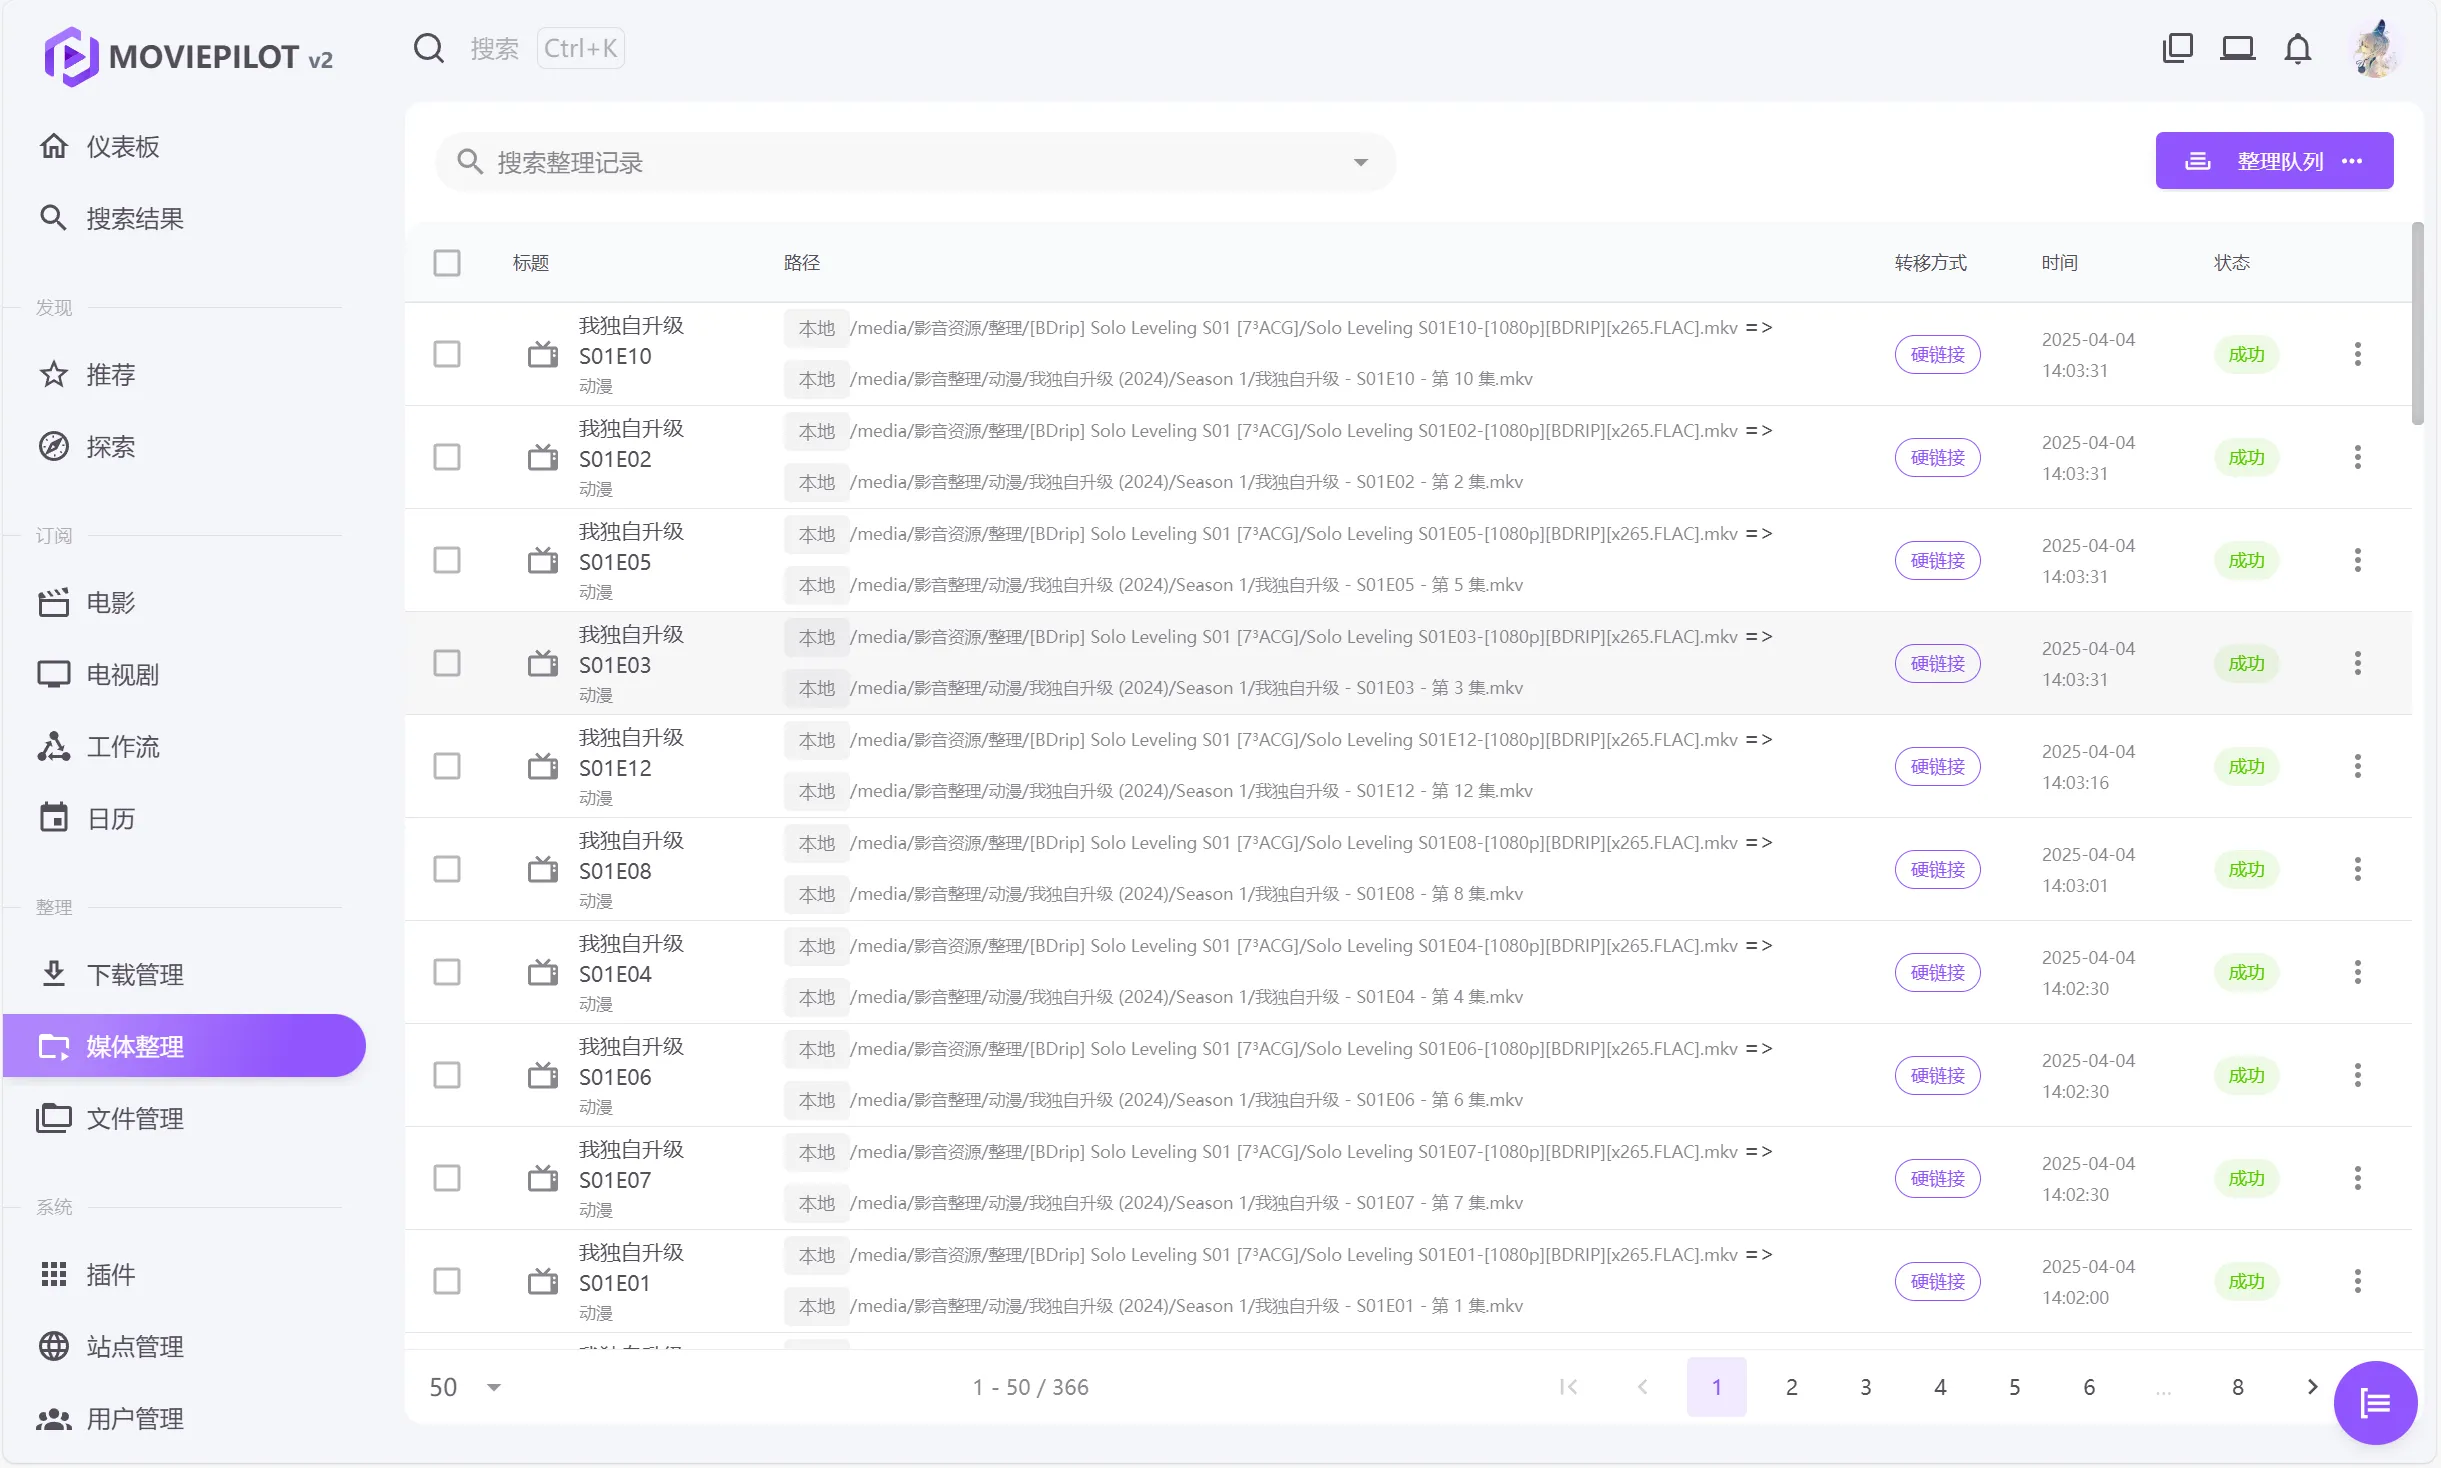 MOVIEPILOT v2
搜索 Ctrl+K
仪表板
搜索结果
发现
推荐
探索
订阅
电影
电视剧
工作流
日历
整理
下载管理
媒体整理
文件管理
系统
插件
站点管理
用户管理
搜索整理记录
整理队列
标题 路径 转移方式 时间 状态
我独自升级
S01E10
动漫
本地 /media/影音资源/整理/[BDrip] Solo Leveling S01 [7³ACG]/Solo Leveling S01E10-[1080p][BDRIP][x265.FLAC].mkv =>
本地 /media/影音整理/动漫/我独自升级 (2024)/Season 1/我独自升级 - S01E10 - 第 10 集.mkv
硬链接
2025-04-04
14:03:31
成功
我独自升级
S01E02
动漫
本地 /media/影音资源/整理/[BDrip] Solo Leveling S01 [7³ACG]/Solo Leveling S01E02-[1080p][BDRIP][x265.FLAC].mkv =>
本地 /media/影音整理/动漫/我独自升级 (2024)/Season 1/我独自升级 - S01E02 - 第 2 集.mkv
硬链接
2025-04-04
14:03:31
成功
我独自升级
S01E05
动漫
本地 /media/影音资源/整理/[BDrip] Solo Leveling S01 [7³ACG]/Solo Leveling S01E05-[1080p][BDRIP][x265.FLAC].mkv =>
本地 /media/影音整理/动漫/我独自升级 (2024)/Season 1/我独自升级 - S01E05 - 第 5 集.mkv
硬链接
2025-04-04
14:03:31
成功
我独自升级
S01E03
动漫
本地 /media/影音资源/整理/[BDrip] Solo Leveling S01 [7³ACG]/Solo Leveling S01E03-[1080p][BDRIP][x265.FLAC].mkv =>
本地 /media/影音整理/动漫/我独自升级 (2024)/Season 1/我独自升级 - S01E03 - 第 3 集.mkv
硬链接
2025-04-04
14:03:31
成功
我独自升级
S01E12
动漫
本地 /media/影音资源/整理/[BDrip] Solo Leveling S01 [7³ACG]/Solo Leveling S01E12-[1080p][BDRIP][x265.FLAC].mkv =>
本地 /media/影音整理/动漫/我独自升级 (2024)/Season 1/我独自升级 - S01E12 - 第 12 集.mkv
硬链接
2025-04-04
14:03:16
成功
我独自升级
S01E08
动漫
本地 /media/影音资源/整理/[BDrip] Solo Leveling S01 [7³ACG]/Solo Leveling S01E08-[1080p][BDRIP][x265.FLAC].mkv =>
本地 /media/影音整理/动漫/我独自升级 (2024)/Season 1/我独自升级 - S01E08 - 第 8 集.mkv
硬链接
2025-04-04
14:03:01
成功
我独自升级
S01E04
动漫
本地 /media/影音资源/整理/[BDrip] Solo Leveling S01 [7³ACG]/Solo Leveling S01E04-[1080p][BDRIP][x265.FLAC].mkv =>
本地 /media/影音整理/动漫/我独自升级 (2024)/Season 1/我独自升级 - S01E04 - 第 4 集.mkv
硬链接
2025-04-04
14:02:30
成功
我独自升级
S01E06
动漫
本地 /media/影音资源/整理/[BDrip] Solo Leveling S01 [7³ACG]/Solo Leveling S01E06-[1080p][BDRIP][x265.FLAC].mkv =>
本地 /media/影音整理/动漫/我独自升级 (2024)/Season 1/我独自升级 - S01E06 - 第 6 集.mkv
硬链接
2025-04-04
14:02:30
成功
我独自升级
S01E07
动漫
本地 /media/影音资源/整理/[BDrip] Solo Leveling S01 [7³ACG]/Solo Leveling S01E07-[1080p][BDRIP][x265.FLAC].mkv =>
本地 /media/影音整理/动漫/我独自升级 (2024)/Season 1/我独自升级 - S01E07 - 第 7 集.mkv
硬链接
2025-04-04
14:02:30
成功
我独自升级
S01E01
动漫
本地 /media/影音资源/整理/[BDrip] Solo Leveling S01 [7³ACG]/Solo Leveling S01E01-[1080p][BDRIP][x265.FLAC].mkv =>
本地 /media/影音整理/动漫/我独自升级 (2024)/Season 1/我独自升级 - S01E01 - 第 1 集.mkv
硬链接
2025-04-04
14:02:00
成功
50 1 - 50 / 366 1 2 3 4 5 6 ... 8